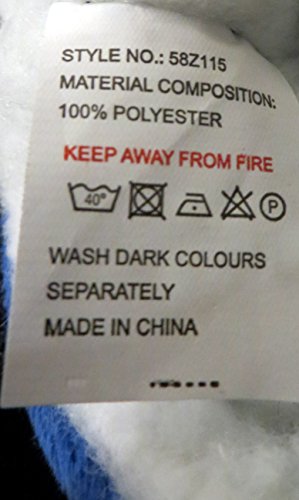 STYLE NO.: 58Z115
MATERIAL COMPOSITION:
100% POLYESTER
KEEP AWAY FROM FIRE
40° P
WASH DARK COLOURS
SEPARATELY
MADE IN CHINA